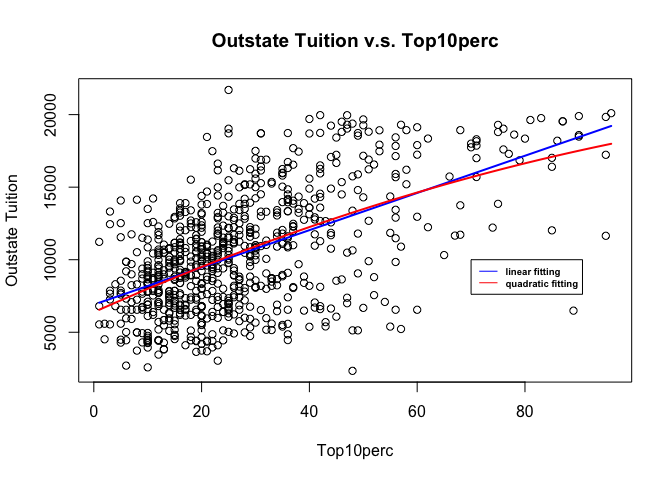 Outstate Tuition v.s. Top10perc
Outstate Tuition
20000
15000
10000
5000
linear fitting
quadratic fitting
0 20 40 60 80
Top10perc